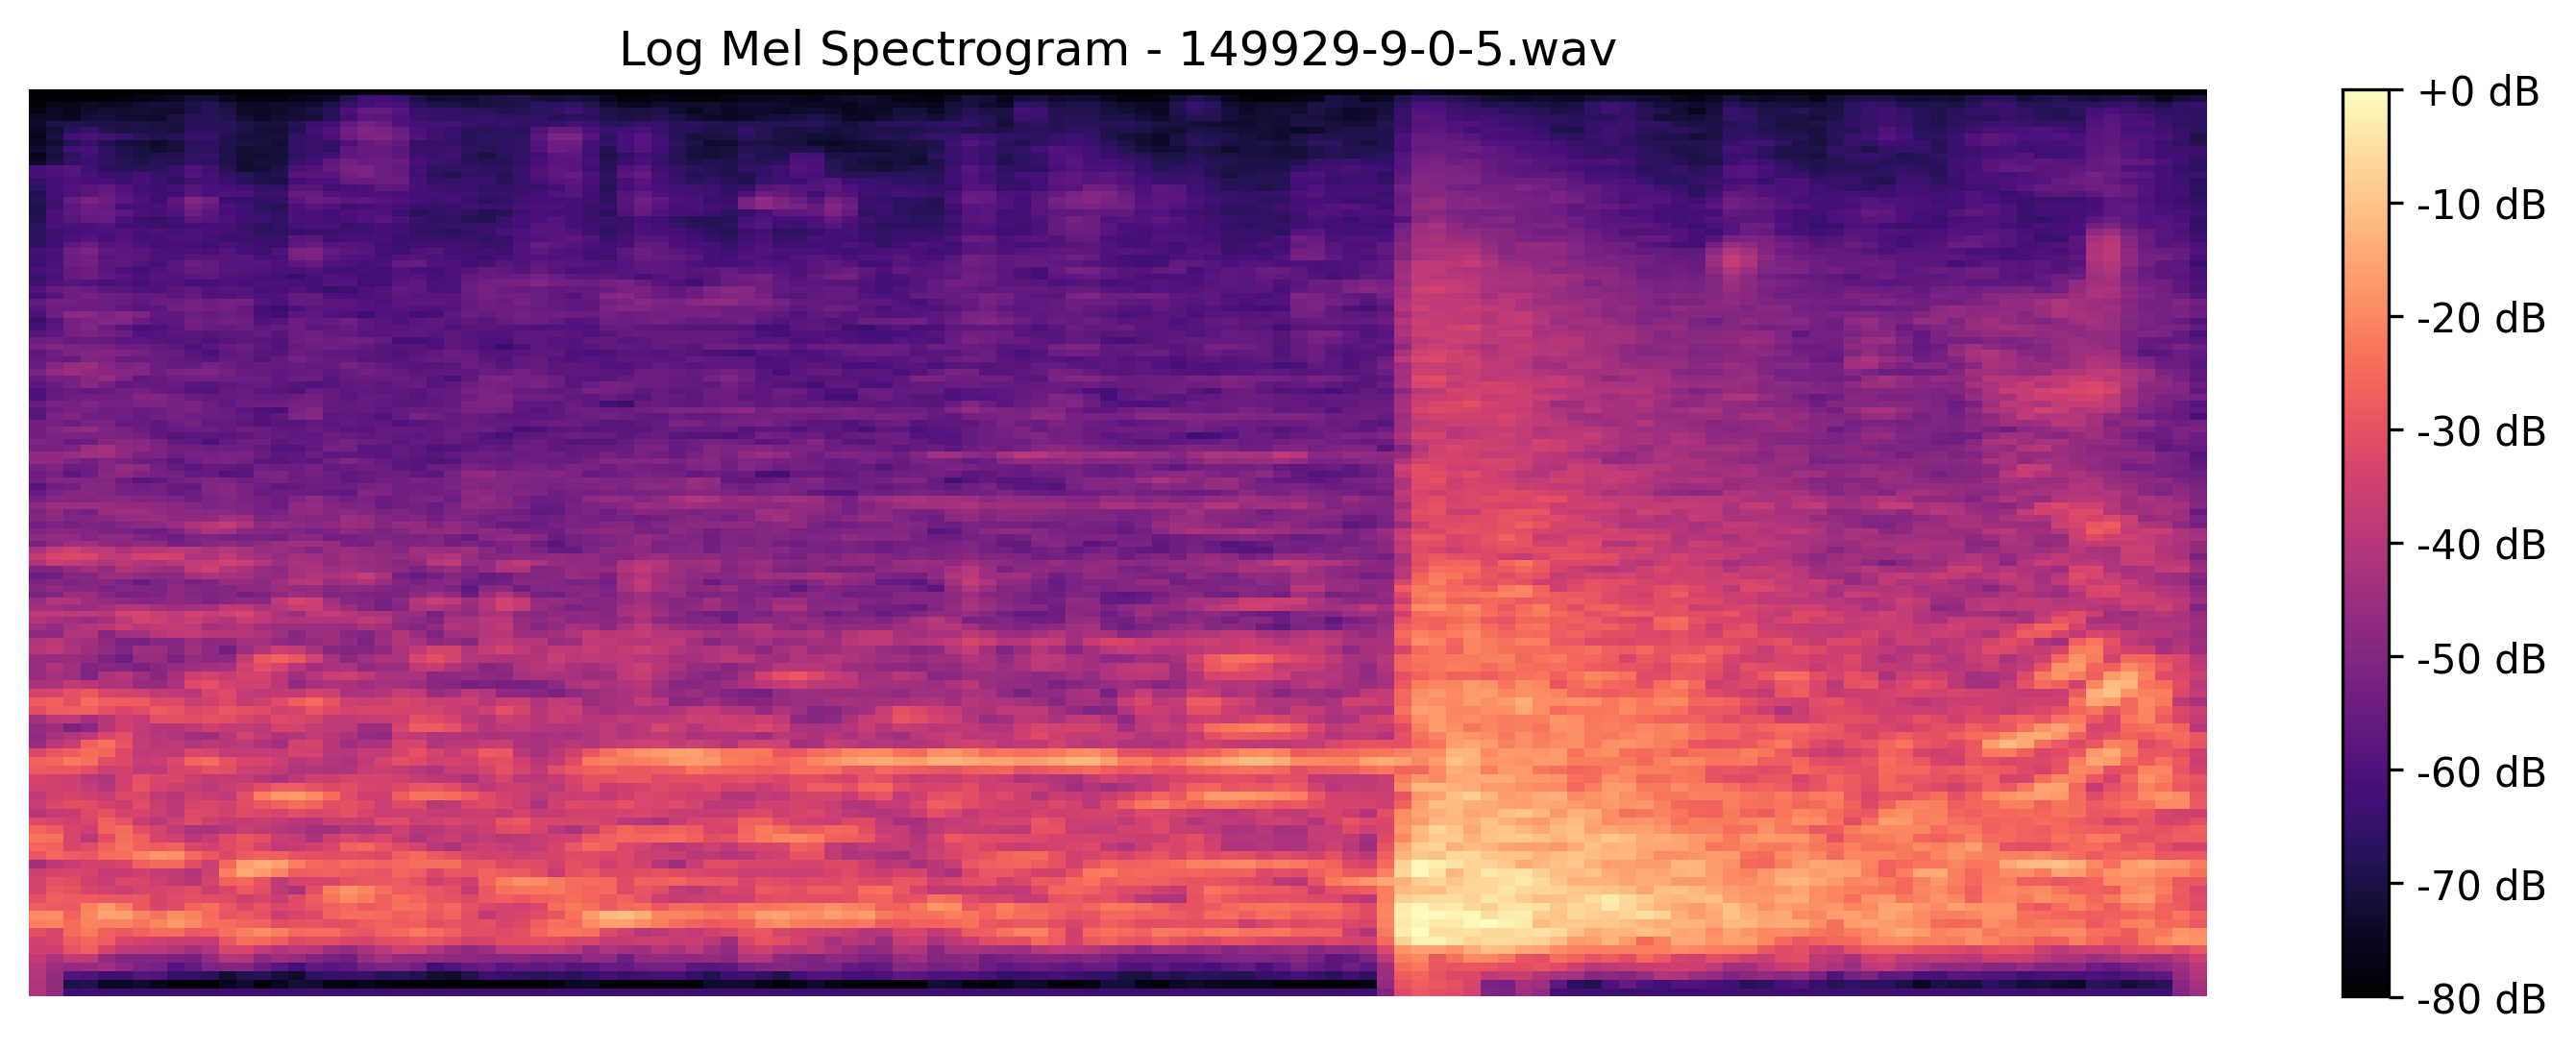 Log Mel Spectrogram - 149929-9-0-5.wav
+0 dB
-10 dB
-20 dB
-30 dB
-40 dB
-50 dB
-60 dB
-70 dB
-80 dB